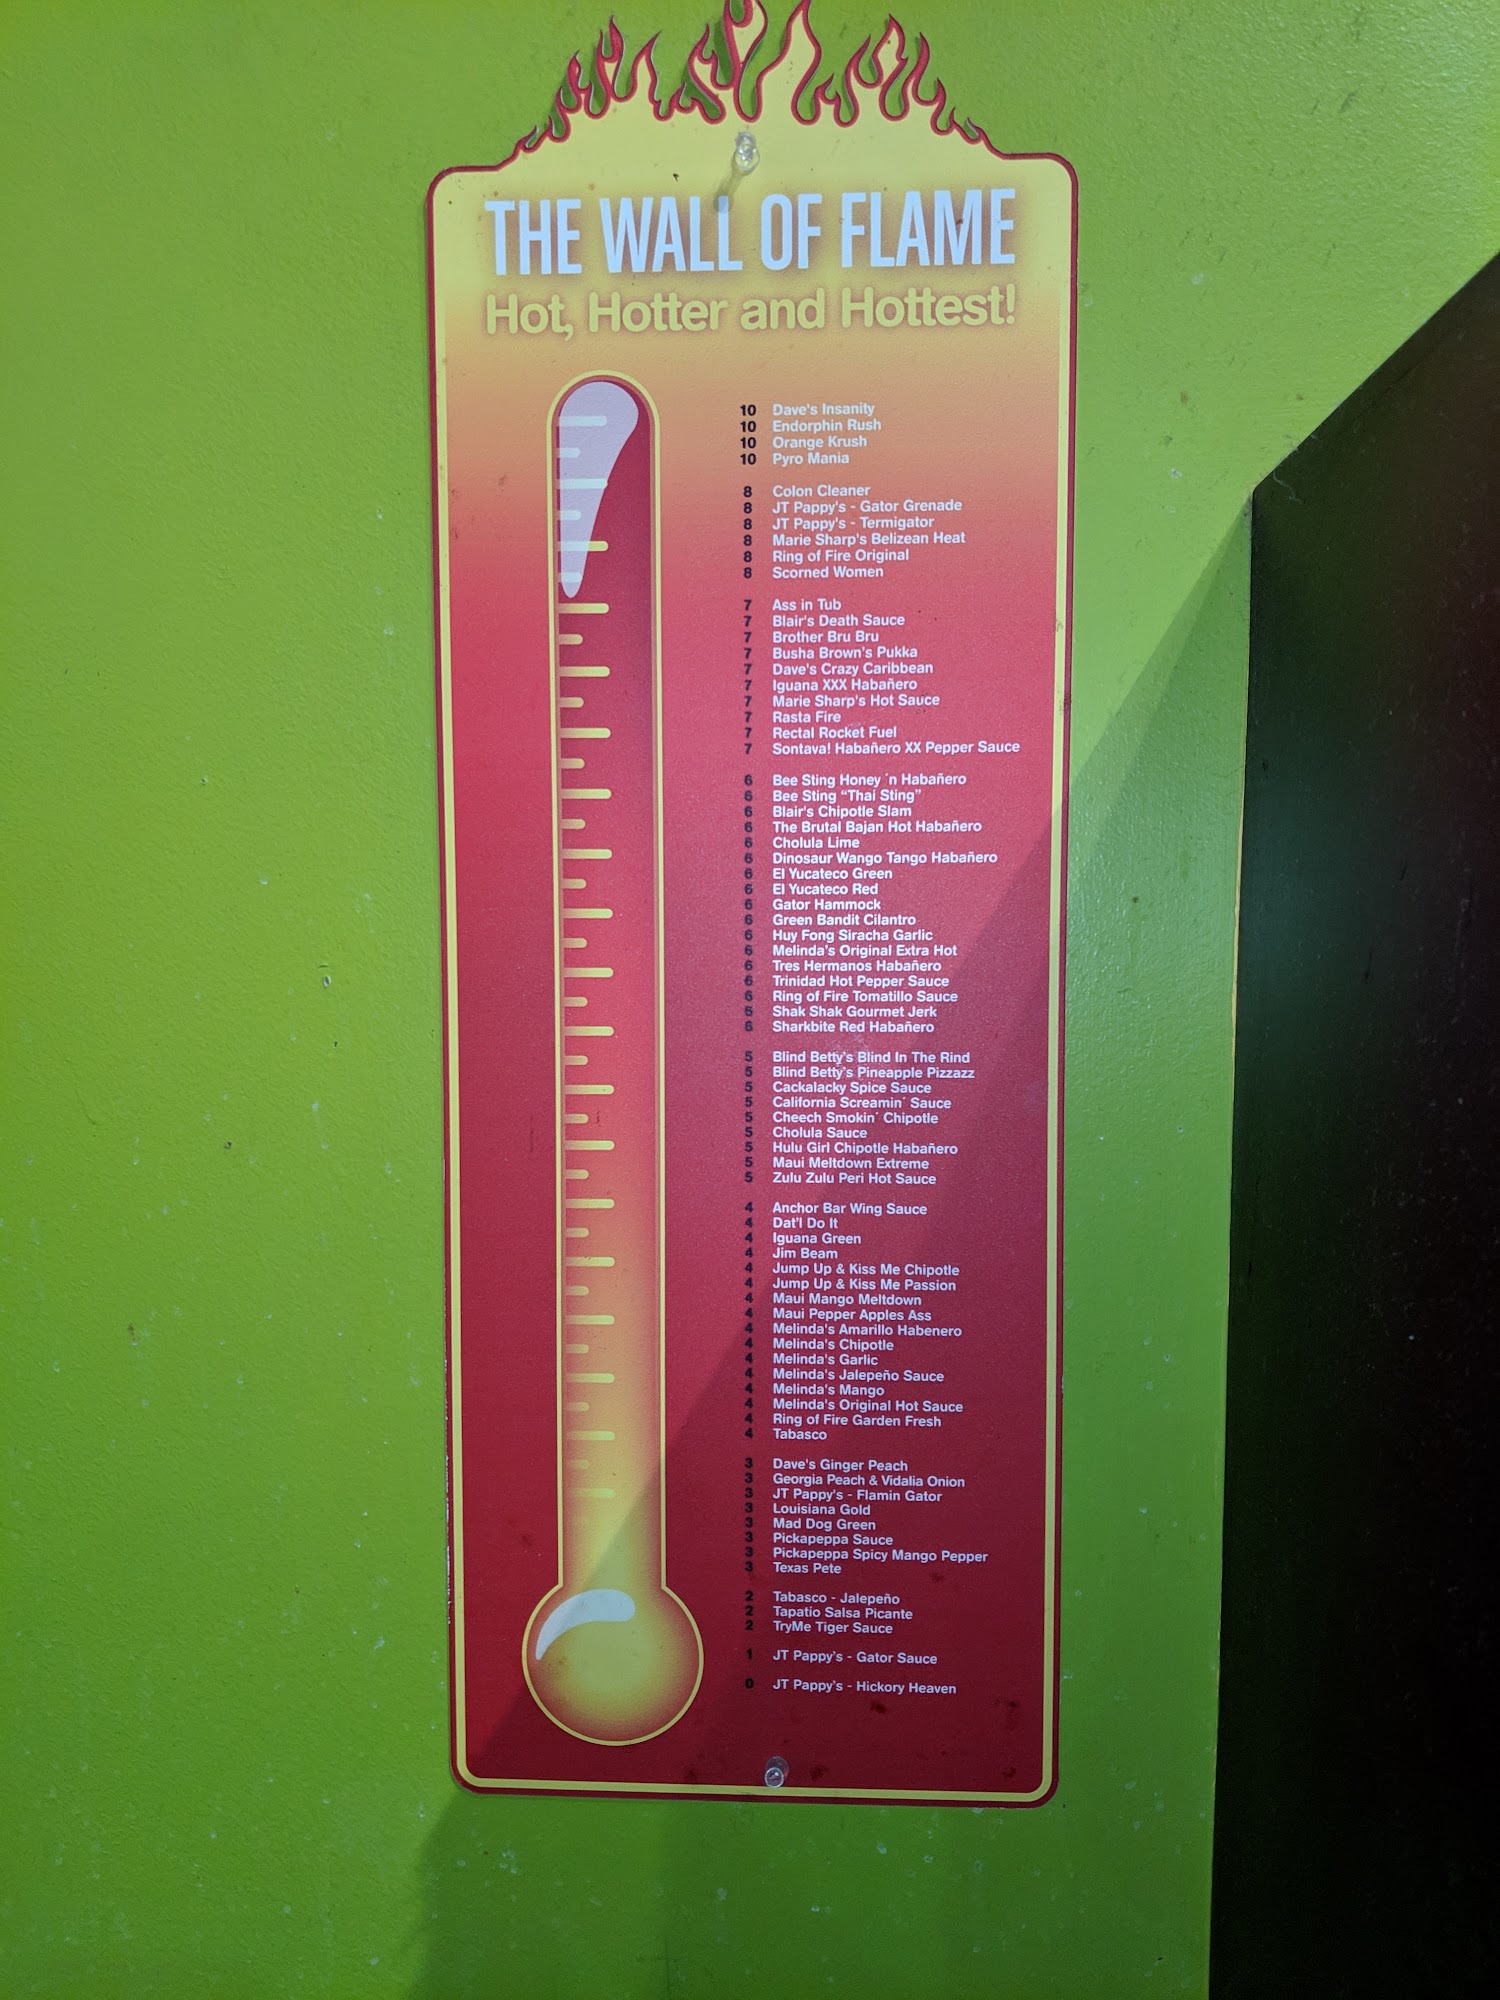 THE WALL OF FLAME
Hot, Hotter and Hottest!
10 Dave's Insanity
10 Endorphin Rush
10 Orange Krush
10 Pyro Mania
8 Colon Cleaner
8 JT Pappy's - Gator Grenade
8 JT Pappy's - Termigator
8 Marie Sharp's Belizean Heat
8 Ring of Fire Original
8 Scorned Women
7 Ass in Tub
7 Blair's Death Sauce
7 Brother Bru Bru
7 Busha Brown's Pukka
7 Dave's Crazy Caribbean
7 Iguana XXX Habañero
7 Marie Sharp's Hot Sauce
7 Rasta Fire
7 Rectal Rocket Fuel
7 Sontava! Habañero XX Pepper Sauce
6 Bee Sting Honey ´n Habañero
6 Bee Sting “Thai Sting”
6 Blair's Chipotle Slam
6 The Brutal Bajan Hot Habañero
6 Cholula Lime
6 Dinosaur Wango Tango Habañero
6 El Yucateco Green
6 El Yucateco Red
6 Gator Hammock
6 Green Bandit Cilantro
6 Huy Fong Siracha Garlic
6 Melinda's Original Extra Hot
6 Tres Hermanos Habañero
6 Trinidad Hot Pepper Sauce
6 Ring of Fire Tomatillo Sauce
6 Shak Shak Gourmet Jerk
6 Sharkbite Red Habañero
5 Blind Betty's Blind In The Rind
5 Blind Betty's Pineapple Pizzazz
5 Cackalacky Spice Sauce
5 California Screamin´ Sauce
5 Cheech Smokin´ Chipotle
5 Cholula Sauce
5 Hulu Girl Chipotle Habañero
5 Maui Meltdown Extreme
5 Zulu Zulu Peri Hot Sauce
4 Anchor Bar Wing Sauce
4 Dat'l Do It
4 Iguana Green
4 Jim Beam
4 Jump Up & Kiss Me Chipotle
4 Jump Up & Kiss Me Passion
4 Maui Mango Meltdown
4 Maui Pepper Apples Ass
4 Melinda's Amarillo Habenero
4 Melinda's Chipotle
4 Melinda's Garlic
4 Melinda's Jalepeño Sauce
4 Melinda's Mango
4 Melinda's Original Hot Sauce
4 Ring of Fire Garden Fresh
4 Tabasco
3 Dave's Ginger Peach
3 Georgia Peach & Vidalia Onion
3 JT Pappy's - Flamin Gator
3 Louisiana Gold
3 Mad Dog Green
3 Pickapeppa Sauce
3 Pickapeppa Spicy Mango Pepper
3 Texas Pete
2 Tabasco - Jalepeño
2 Tapatio Salsa Picante
2 TryMe Tiger Sauce
1 JT Pappy's - Gator Sauce
0 JT Pappy's - Hickory Heaven